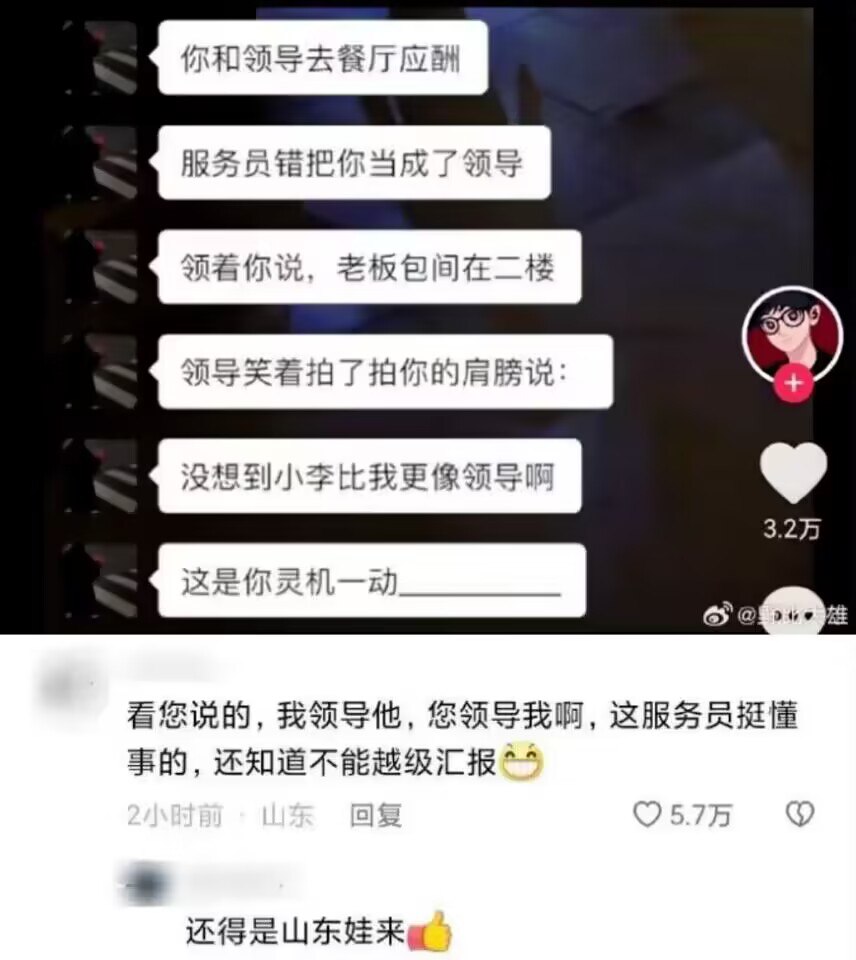 你和领导去餐厅应酬
服务员错把你当成了领导
领着你说，老板包间在二楼
领导笑着拍了拍你的肩膀说：
没想到小李比我更像领导啊
这是你灵机一动__________
3.2万
@野比大雄
看您说的，我领导他，您领导我啊，这服务员挺懂
事的，还知道不能越级汇报
2小时前 · 山东 回复 5.7万
还得是山东娃来